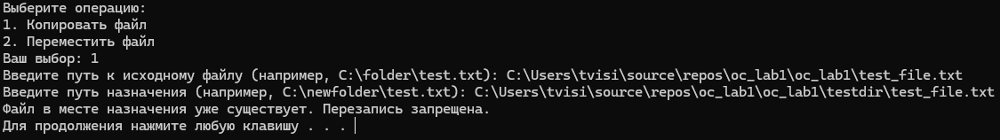 Выберите операцию:
1. Копировать файл
2. Переместить файл
Ваш выбор: 1
Введите путь к исходному файлу (например, C:\folder\test.txt): C:\Users\tvisi\source\repos\oc_lab1\oc_lab1\test_file.txt
Введите путь назначения (например, C:\newfolder\test.txt): C:\Users\tvisi\source\repos\oc_lab1\oc_lab1\testdir\test_file.txt
Файл в месте назначения уже существует. Перезапись запрещена.
Для продолжения нажмите любую клавишу . . .